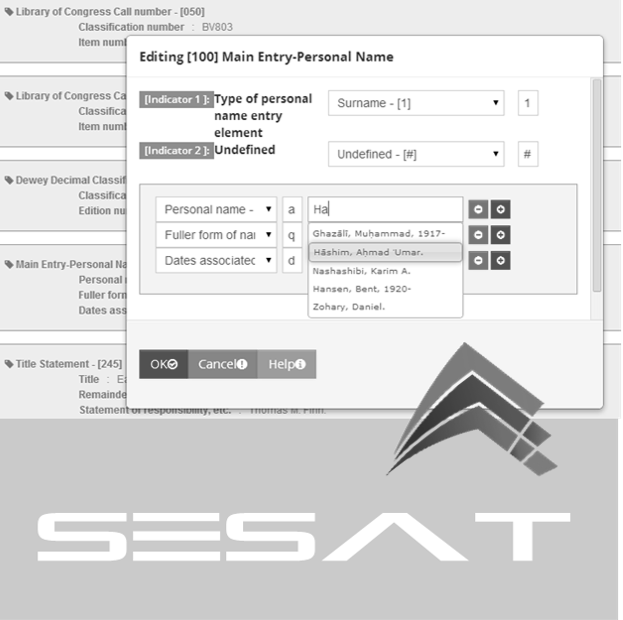 Library of Congress Call number - [050]
Classification number : BV803
Item numl
Editing [100] Main Entry-Personal Name
Library of Congress Ca
Classifica
Item numl
[Indicator 1 ]: Type of personal name entry element
Surname - [1]
1
[Indicator 2 ]: Undefined
Undefined - [#]
#
Dewey Decimal Classif
Classifica
Edition nu
Personal name -
a
Ha
Fuller form of nar
q
Ghazālī, Muḥammad, 1917-
Dates associatec
d
Hāshim, Aḥmad ʻUmar.
Nashashibi, Karim A.
Hansen, Bent, 1920-
Zohary, Daniel.
Main Entry-Personal Na
Personal
Fuller forn
Dates ass
OK
Cancel
Help
Title Statement - [245]
Title : Ea
Remainde
Statement of responsibility, etc. : Thomas M. Finn.
SESAT